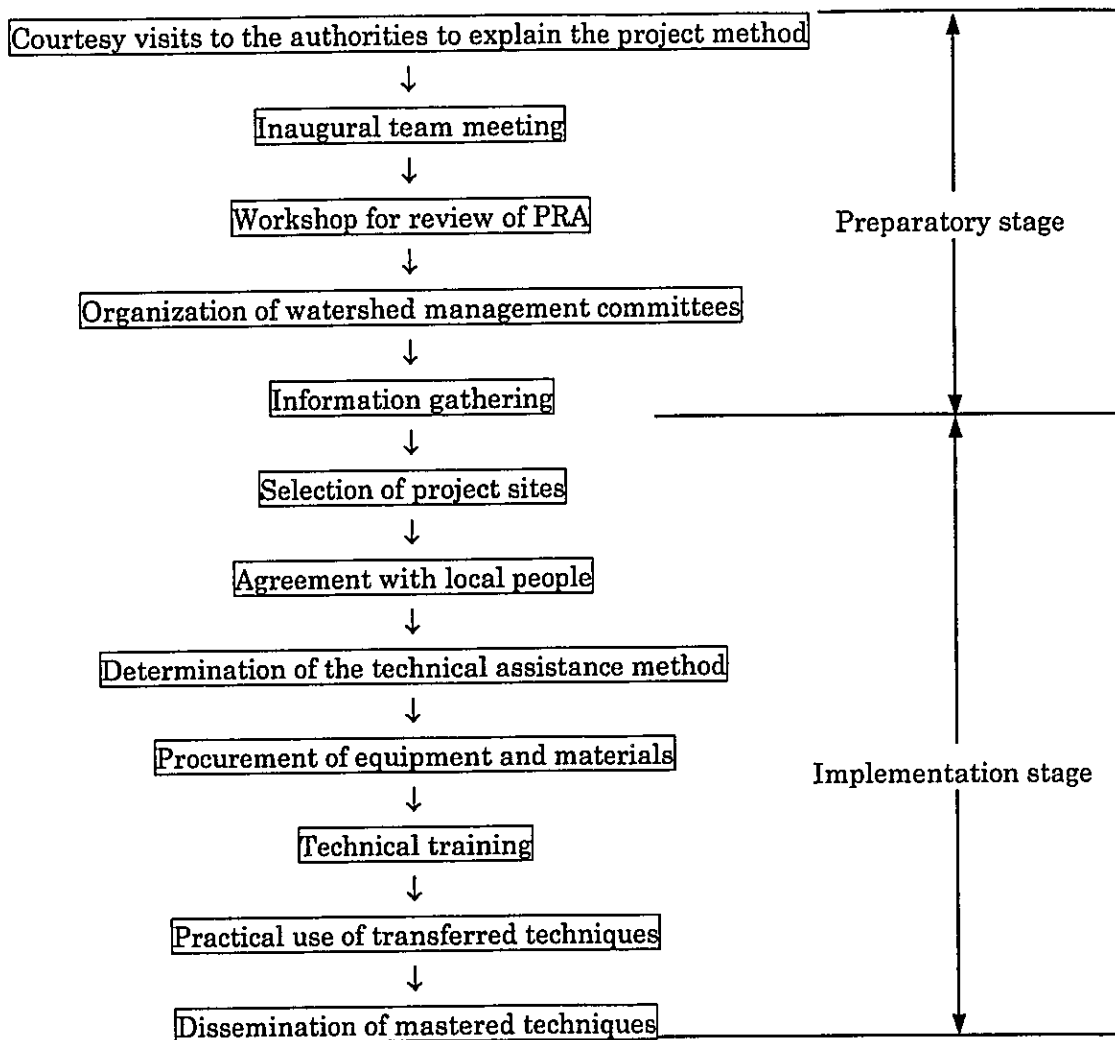 Courtesy visits to the authorities to explain the project method
↓
Inaugural team meeting
↓
Workshop for review of PRA
↓
Organization of watershed management committees
↓
Information gathering
Preparatory stage
↓
Selection of project sites
↓
Agreement with local people
↓
Determination of the technical assistance method
↓
Procurement of equipment and materials
↓
Technical training
↓
Practical use of transferred techniques
↓
Dissemination of mastered techniques
Implementation stage